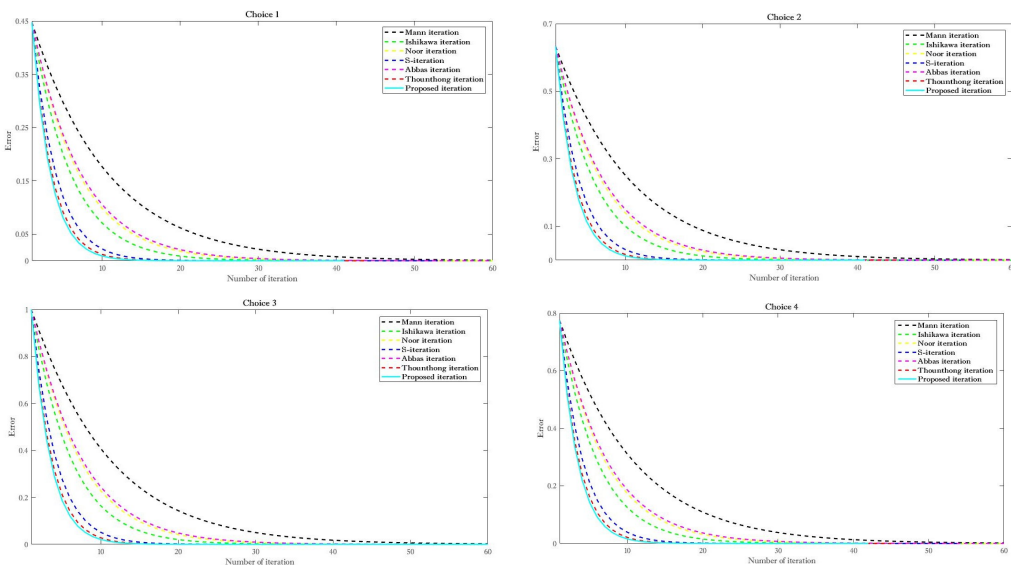 Choice 1
0.45
0.35
0.25
0.15
0.05
0
Error
10
20
30
40
50
60
Number of iteration
Mann iteration
Ishikawa iteration
Noor iteration
S-iteration
Abbas iteration
Thounthong iteration
Proposed iteration
Choice 2
0.7
0.5
0.3
0.1
0
Error
10
20
30
40
50
60
Number of iteration
Mann iteration
Ishikawa iteration
Noor iteration
S-iteration
Abbas iteration
Thounthong iteration
Proposed iteration
Choice 3
1
0.8
0.6
0.4
0.2
0
Error
10
20
30
40
50
60
Number of iteration
Mann iteration
Ishikawa iteration
Noor iteration
S-iteration
Abbas iteration
Thounthong iteration
Proposed iteration
Choice 4
0.8
0.6
0.4
0.2
0
Error
10
20
30
40
50
60
Number of iteration
Mann iteration
Ishikawa iteration
Noor iteration
S-iteration
Abbas iteration
Thounthong iteration
Proposed iteration